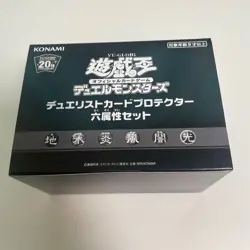 KONAMI
YU-GI-OH!
遊戯王
オフィシャルカードゲーム
デュエルモンスターズ
20th
デュエリストカードプロテクター
六属性セット
地 水 炎 風 闇 光